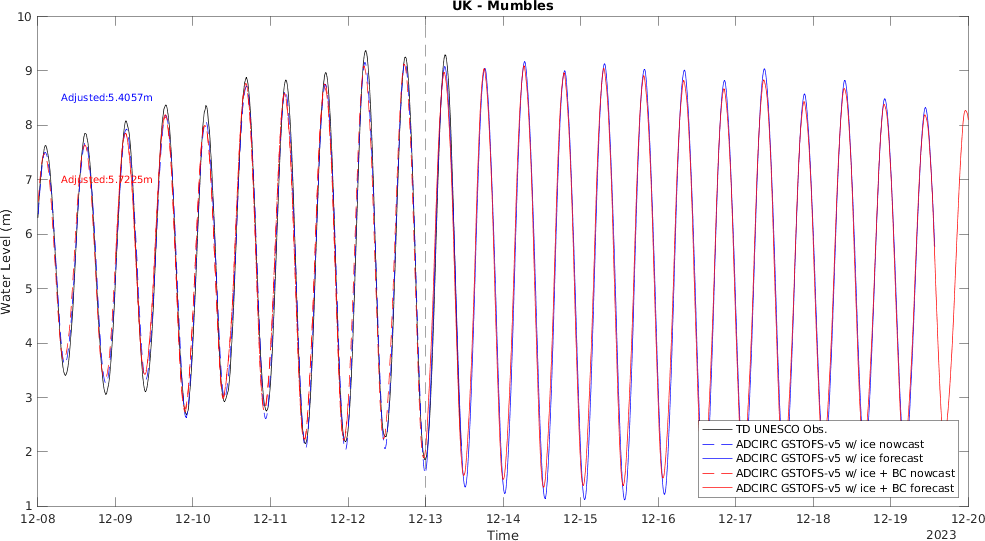 UK - Mumbles
10
9
8
7
6
5
4
3
2
1
Water Level (m)
Adjusted:5.4057m
Adjusted:5.7225m
TD UNESCO Obs.
ADCIRC GSTOFS-v5 w/ ice nowcast
ADCIRC GSTOFS-v5 w/ ice forecast
ADCIRC GSTOFS-v5 w/ ice + BC nowcast
ADCIRC GSTOFS-v5 w/ ice + BC forecast
12-08 12-09 12-10 12-11 12-12 12-13 12-14 12-15 12-16 12-17 12-18 12-19 12-20
Time
2023